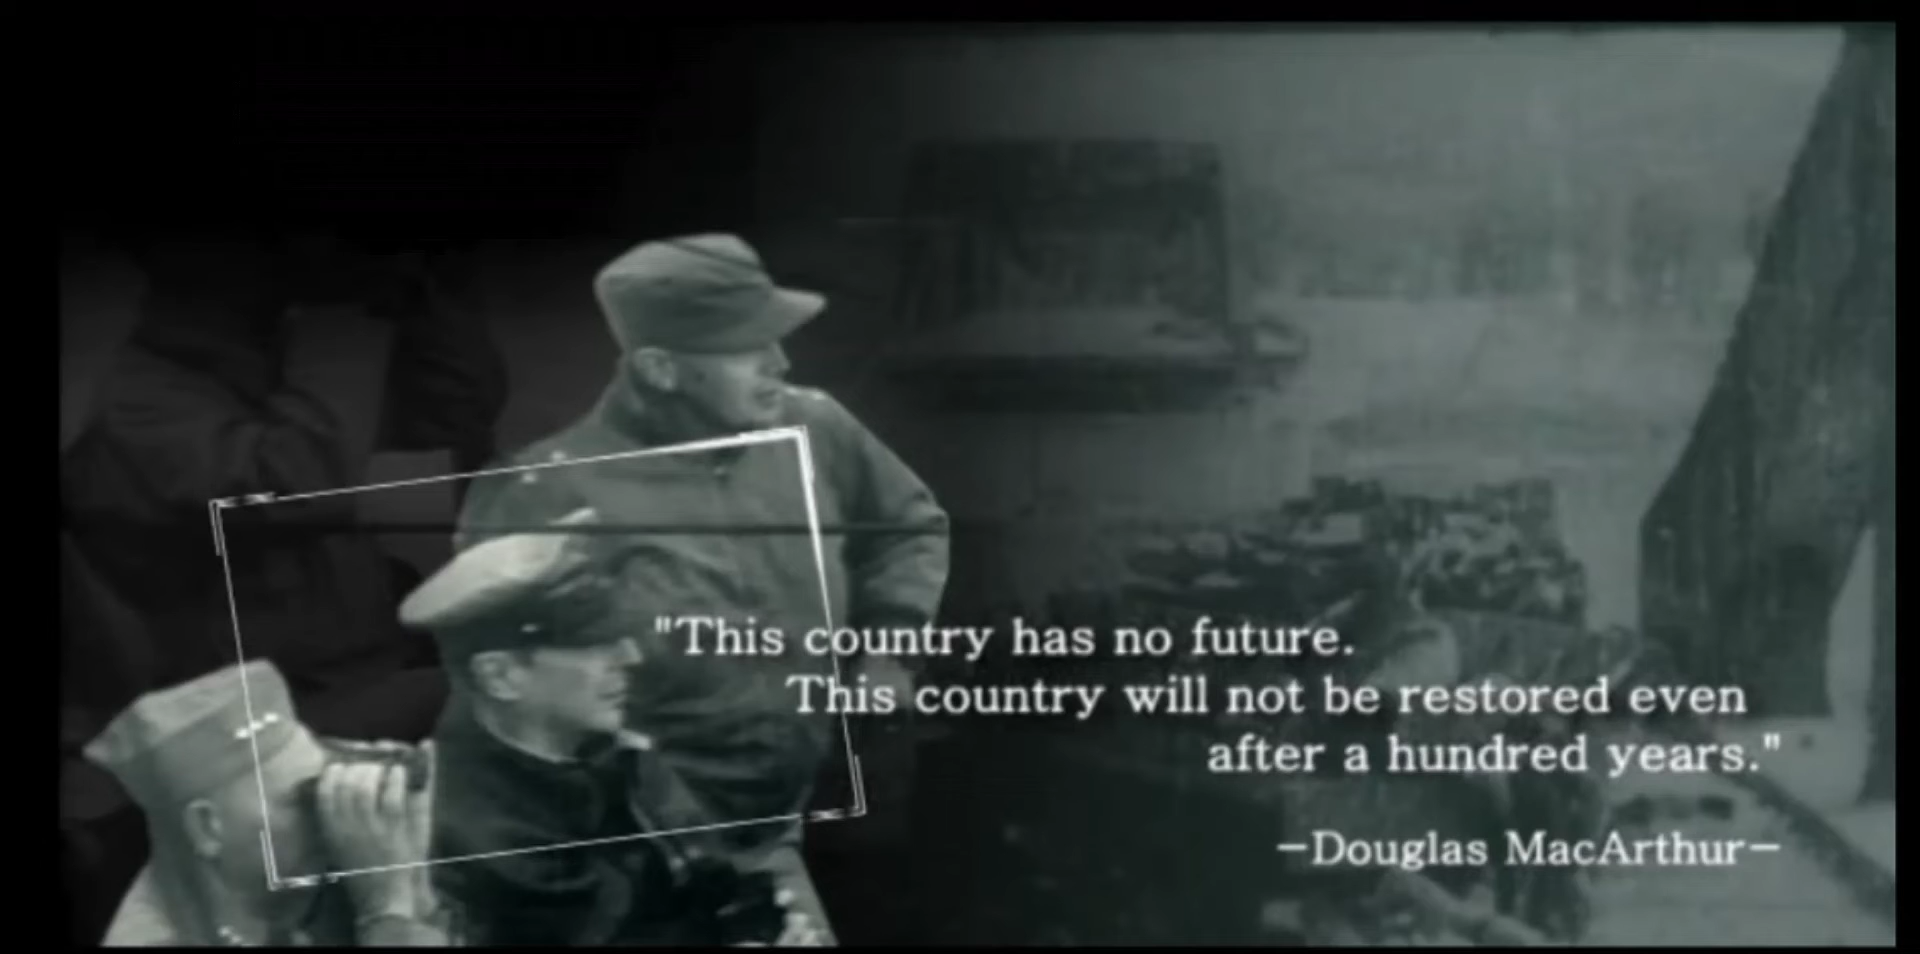 "This country has no future.
This country will not be restored even
after a hundred years."
—Douglas MacArthur—